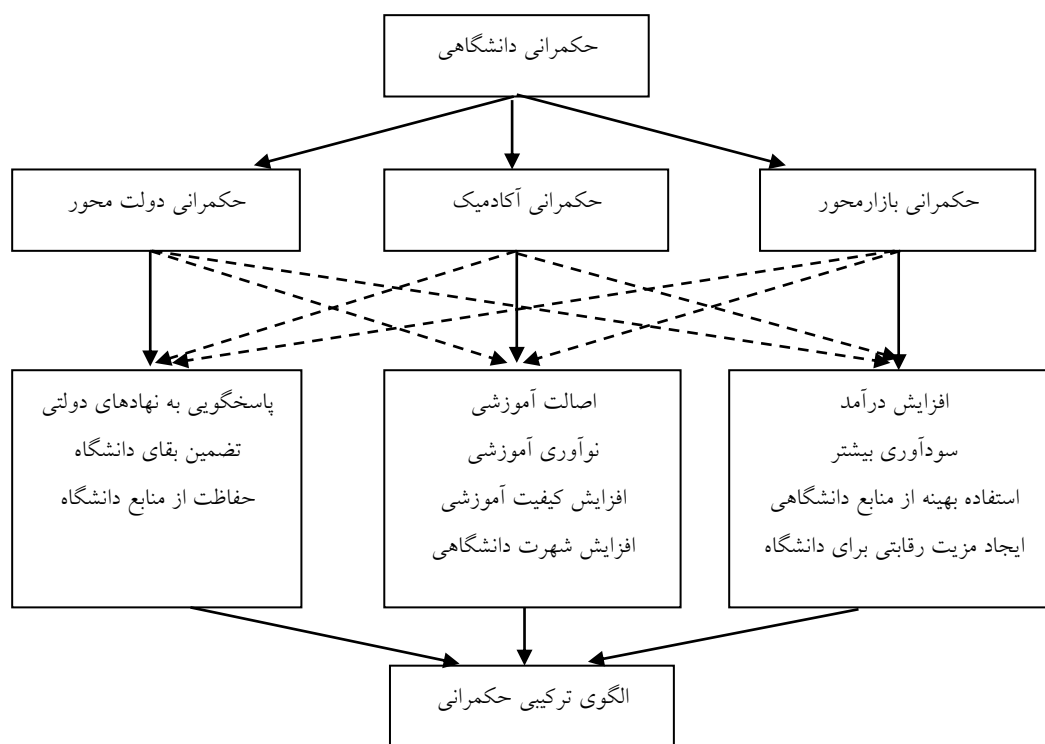 حکمرانی دانشگاهی
حکمرانی بازارمحور
حکمرانی آکادمیک
حکمرانی دولت محور
افزایش درآمد
سودآوری بیشتر
استفاده بهینه از منابع دانشگاهی
ایجاد مزیت رقابتی برای دانشگاه
اصالت آموزشی
نوآوری آموزشی
افزایش کیفیت آموزشی
افزایش شهرت دانشگاهی
پاسخگویی به نهادهای دولتی
تضمین بقای دانشگاه
حفاظت از منابع دانشگاه
الگوی ترکیبی حکمرانی